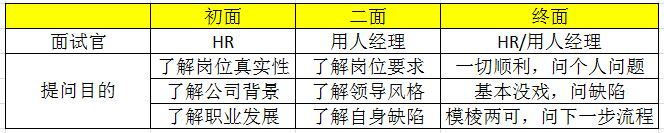 初面 二面 终面
面试官 HR 用人经理 HR/用人经理
提问目的 了解岗位真实性 了解岗位要求 一切顺利，问个人问题
了解公司背景 了解领导风格 基本没戏，问缺陷
了解职业发展 了解自身缺陷 模棱两可，问下一步流程